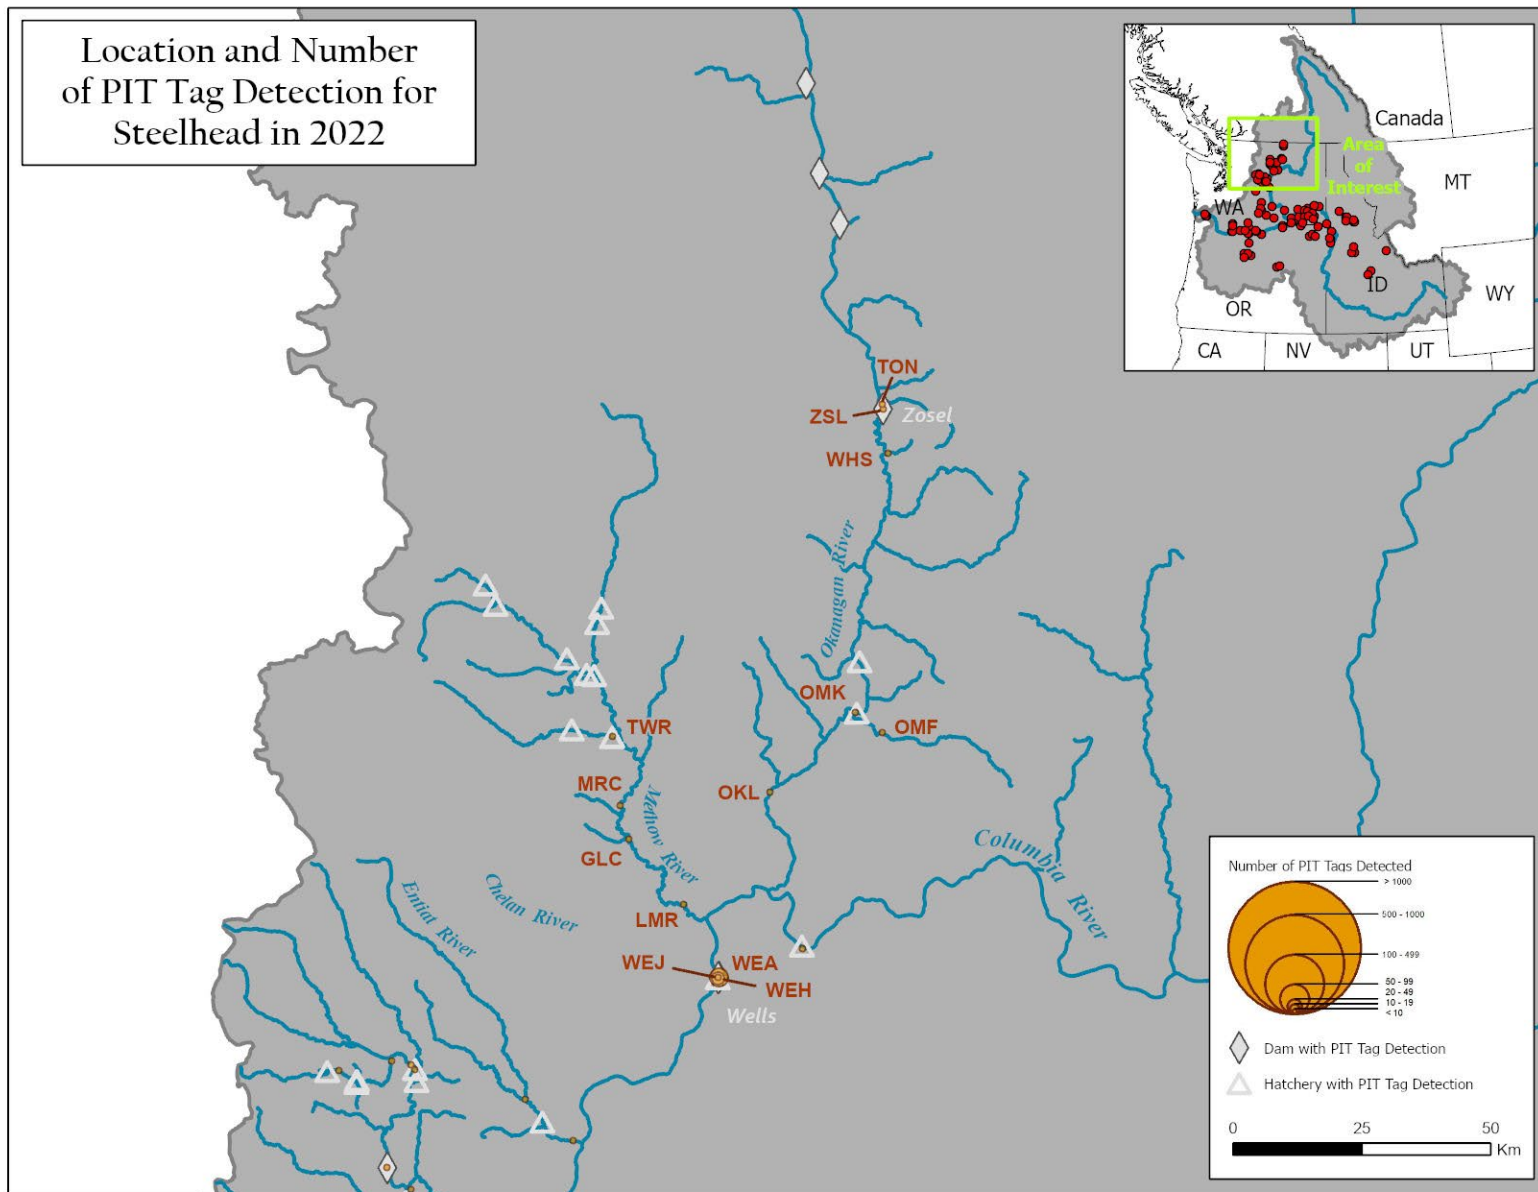 Location and Number
of PIT Tag Detection for
Steelhead in 2022
Canada
Area
of
Interest
MT
WA
ID
WY
OR
CA
NV
UT
TON
ZSL
Zosel
WHS
Okanagan River
OMK
OMF
TWR
MRC
OKL
Methow River
GLC
Columbia River
Entiat River
Chelan River
LMR
WEJ
WEA
WEH
Wells
Number of PIT Tags Detected
> 1000
500 - 1000
100 - 499
50 - 99
20 - 49
10 - 19
< 10
Dam with PIT Tag Detection
Hatchery with PIT Tag Detection
0 25 50
Km